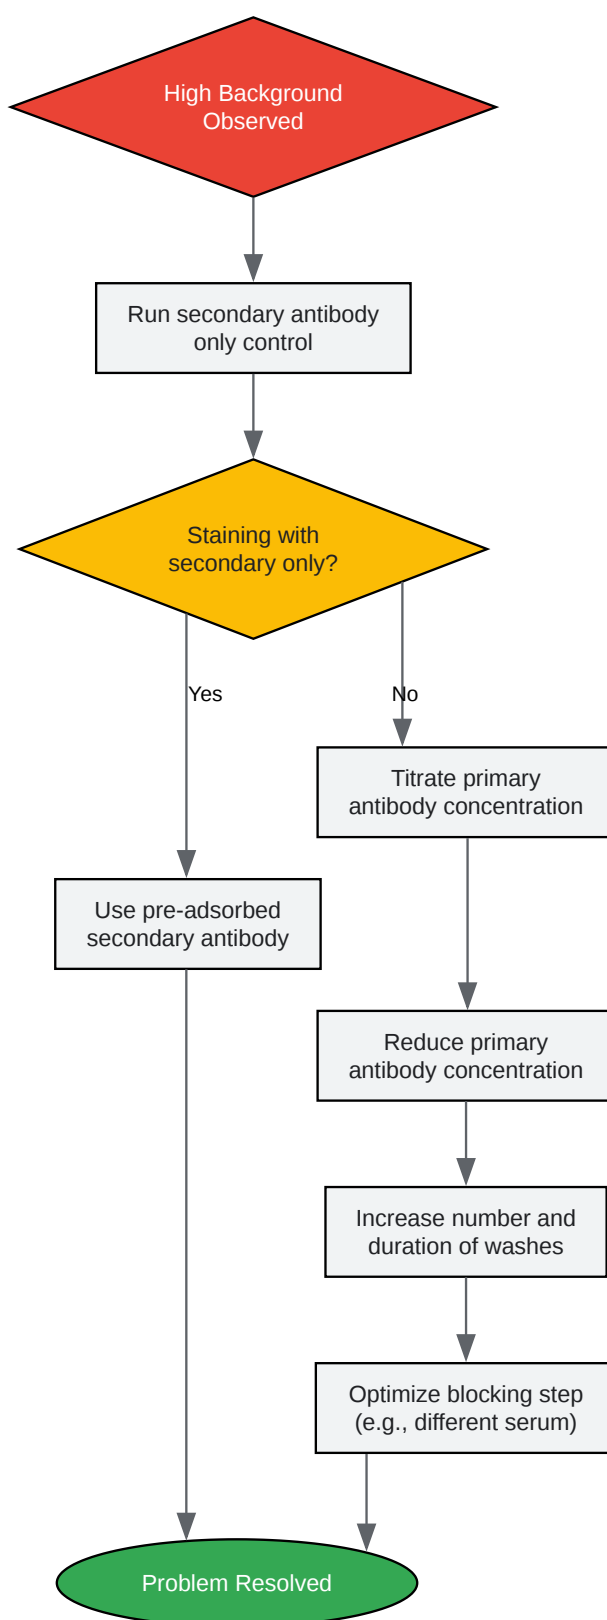 High Background
Observed
Run secondary antibody
only control
Staining with
secondary only?
Yes
No
Titrate primary
antibody concentration
Use pre-adsorbed
secondary antibody
Reduce primary
antibody concentration
Increase number and
duration of washes
Optimize blocking step
(e.g., different serum)
Problem Resolved